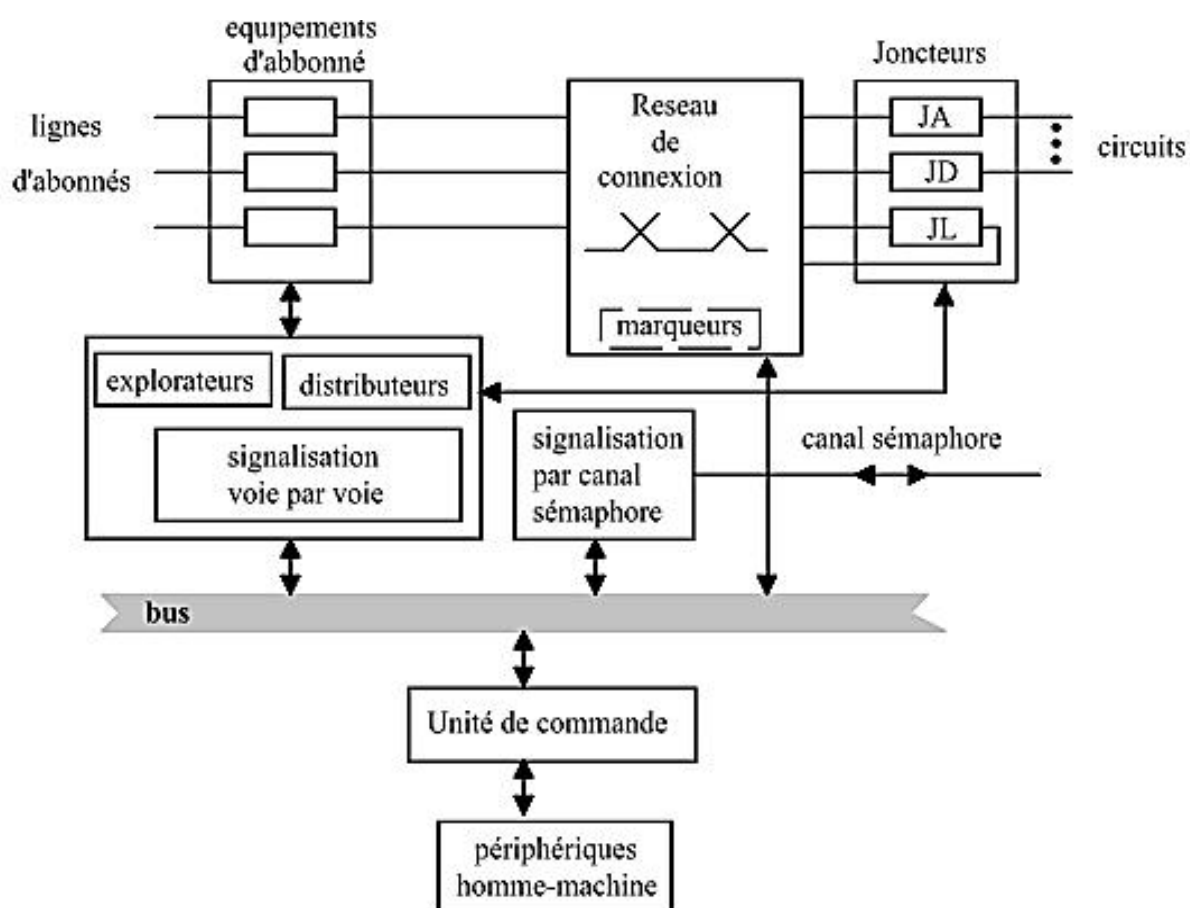 equipements
d'abbonné
Joncteurs
lignes
d'abonnés
Reseau
de
connexion
JA
JD
JL
circuits
marqueurs
explorateurs
distributeurs
signalisation
voie par voie
signalisation
par canal
sémaphore
canal sémaphore
bus
Unité de commande
périphériques
homme-machine